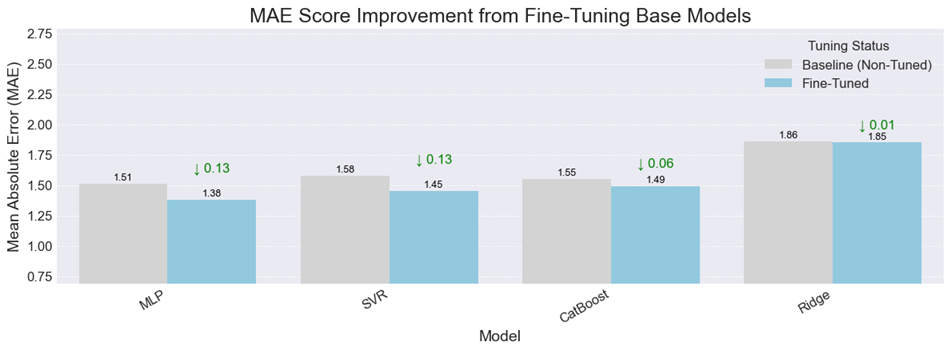 MAE Score Improvement from Fine-Tuning Base Models
Mean Absolute Error (MAE)
2.75
2.50
2.25
2.00
1.75
1.50
1.25
1.00
0.75
Tuning Status
Baseline (Non-Tuned)
Fine-Tuned
1.51
↓ 0.13
1.38
1.58
↓ 0.13
1.45
1.55
↓ 0.06
1.49
1.86
↓ 0.01
1.85
MLP
SVR
CatBoost
Ridge
Model